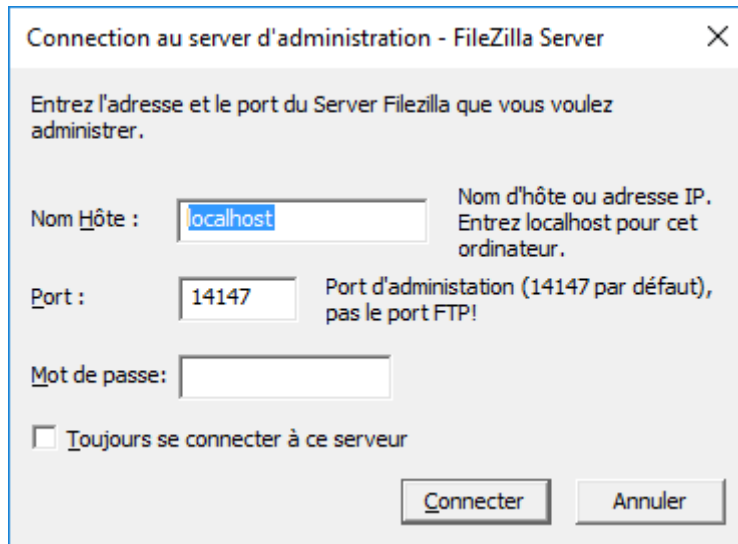 Connection au server d'administration - FileZilla Server
Entrez l'adresse et le port du Server Filezilla que vous voulez
administrer.
Nom Hôte :
localhost
Nom d'hôte ou adresse IP.
Entrez localhost pour cet
ordinateur.
Port :
14147
Port d'administation (14147 par défaut),
pas le port FTP!
Mot de passe:
Toujours se connecter à ce serveur
Connecter
Annuler